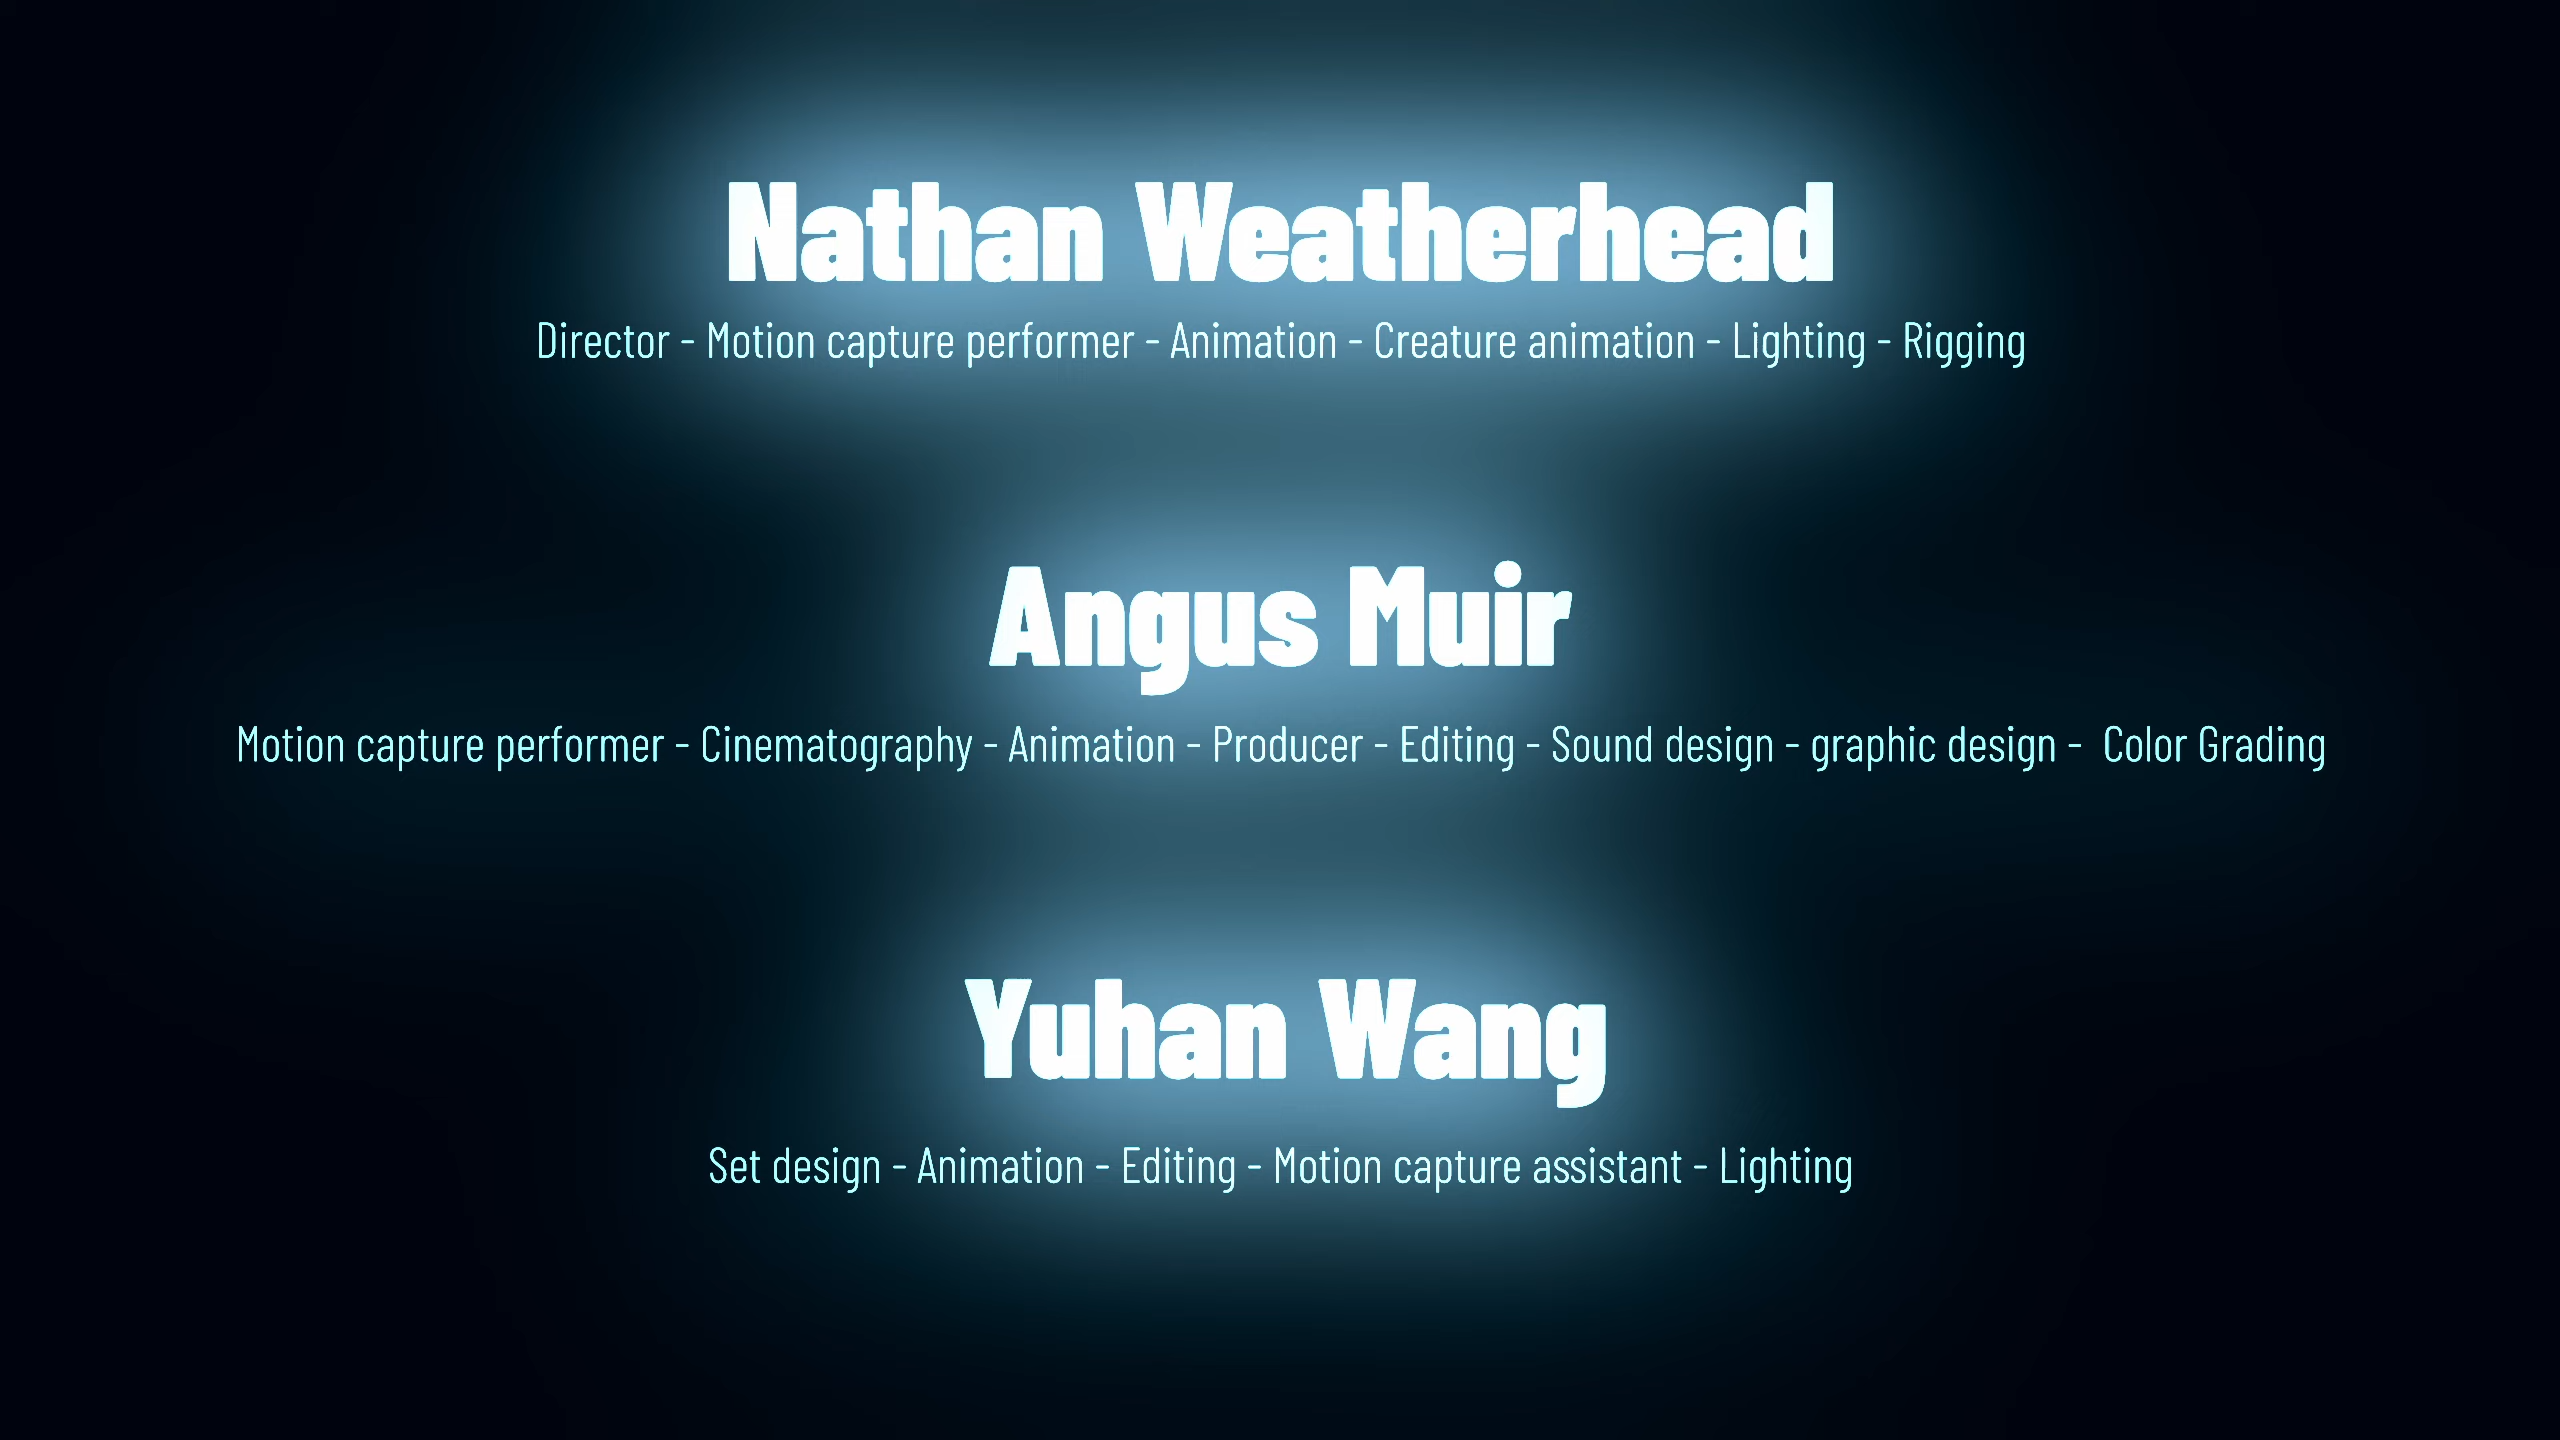 Nathan Weatherhead
Director - Motion capture performer - Animation - Creature animation - Lighting - Rigging
Angus Muir
Motion capture performer - Cinematography - Animation - Producer - Editing - Sound design - graphic design -  Color Grading
Yuhan Wang
Set design - Animation - Editing - Motion capture assistant - Lighting